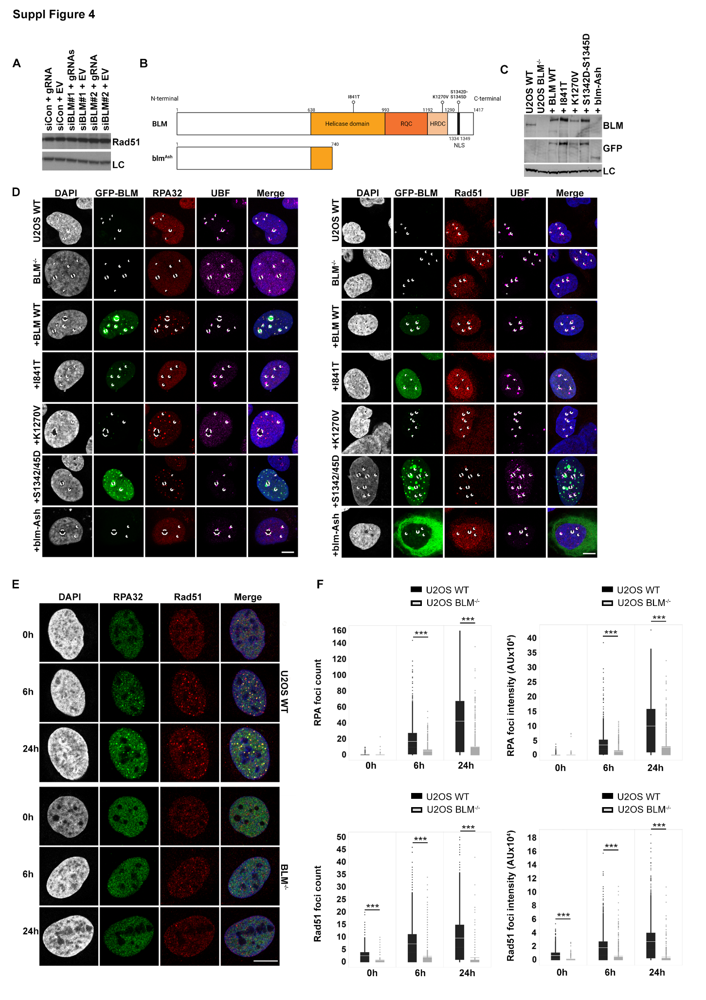 Suppl Figure 4
A
siCon + gRNA
siCon + EV
siBLM#1 + gRNAs
siBLM#1 + EV
siBLM#2 + gRNA
siBLM#2 + EV
Rad51
LC
B
N-terminal
I841T
K1270V
S1342D-
S1345D
C-terminal
1
638
993
1192
1290
1417
BLM
Helicase domain
RQC
HRDC
1334
1349
NLS
1
740
blmAsh
C
U2OS WT
U2OS BLM-/-
+ BLM WT
+ I841T
+ K1270V
+ S1342D-S1345D
+ blm-Ash
BLM
GFP
LC
D
DAPI
GFP-BLM
RPA32
UBF
Merge
U2OS WT
BLM-/-
+BLM WT
+I841T
+K1270V
+S1342/45D
+blm-Ash
DAPI
GFP-BLM
Rad51
UBF
Merge
U2OS WT
BLM-/-
+BLM WT
+I841T
+K1270V
+S1342/45D
+blm-Ash
E
DAPI
RPA32
Rad51
Merge
0h
6h
24h
U2OS WT
0h
6h
24h
BLM-/-
F
U2OS WT
U2OS BLM-/-
RPA foci count
160
140
120
100
80
60
40
20
0
***
***
0h
6h
24h
U2OS WT
U2OS BLM-/-
RPA foci intensity (AUx10⁴)
40
35
30
25
20
15
10
5
0
***
***
0h
6h
24h
U2OS WT
U2OS BLM-/-
Rad51 foci count
50
45
40
35
30
25
20
15
10
5
0
***
***
***
0h
6h
24h
U2OS WT
U2OS BLM-/-
Rad51 foci intensity (AUx10⁴)
18
16
14
12
10
8
6
4
2
0
***
***
***
0h
6h
24h